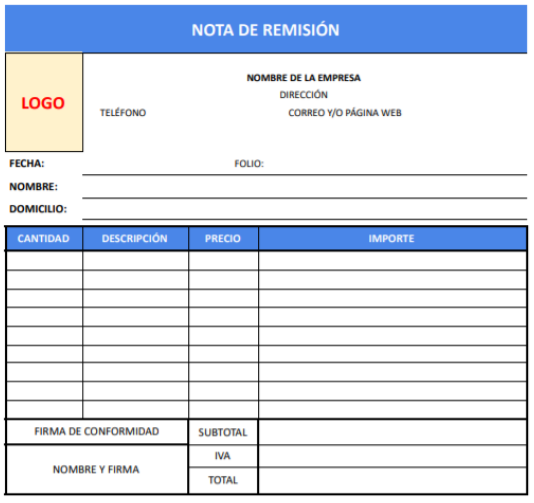 NOTA DE REMISIÓN
LOGO
NOMBRE DE LA EMPRESA
DIRECCIÓN
TELÉFONO CORREO Y/O PÁGINA WEB
FECHA: FOLIO:
NOMBRE:
DOMICILIO:
CANTIDAD DESCRIPCIÓN PRECIO IMPORTE
FIRMA DE CONFORMIDAD SUBTOTAL
IVA
NOMBRE Y FIRMA
TOTAL